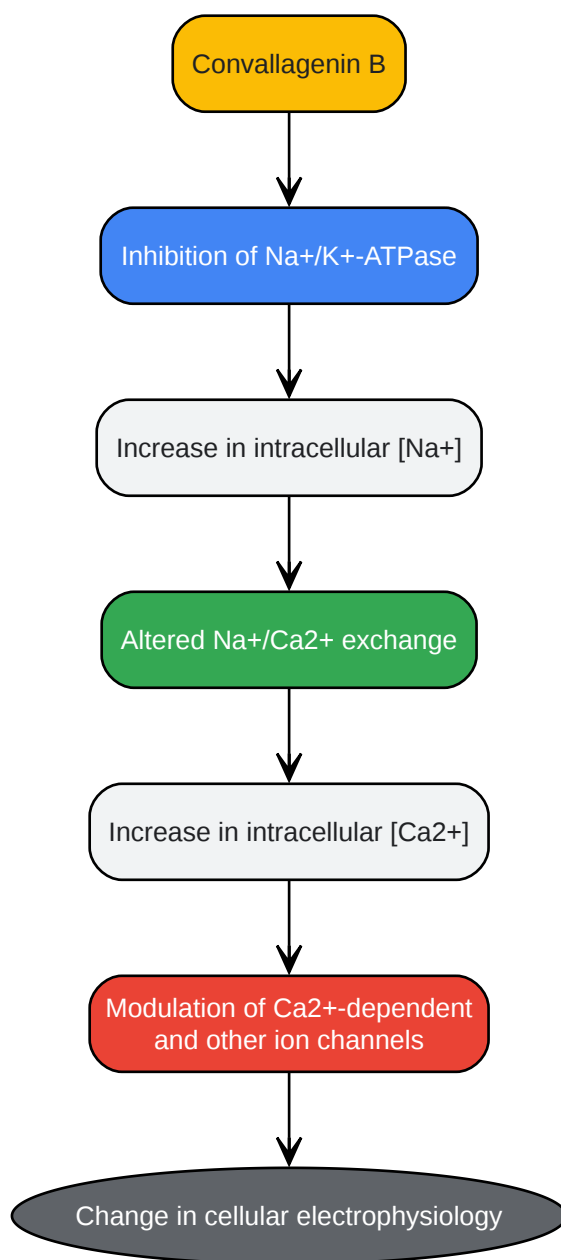 Convallagenin B
Inhibition of Na+/K+-ATPase
Increase in intracellular [Na+]
Altered Na+/Ca2+ exchange
Increase in intracellular [Ca2+]
Modulation of Ca2+-dependent
and other ion channels
Change in cellular electrophysiology